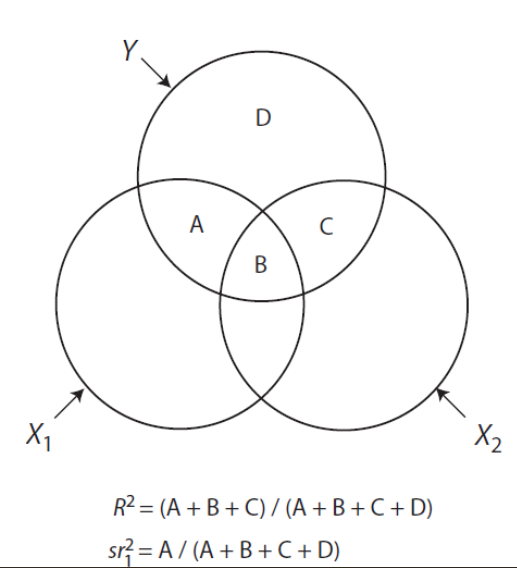 Y
D
A
C
B
X₁
X₂
R² = (A + B + C) / (A + B + C + D)
sr₁² = A / (A + B + C + D)